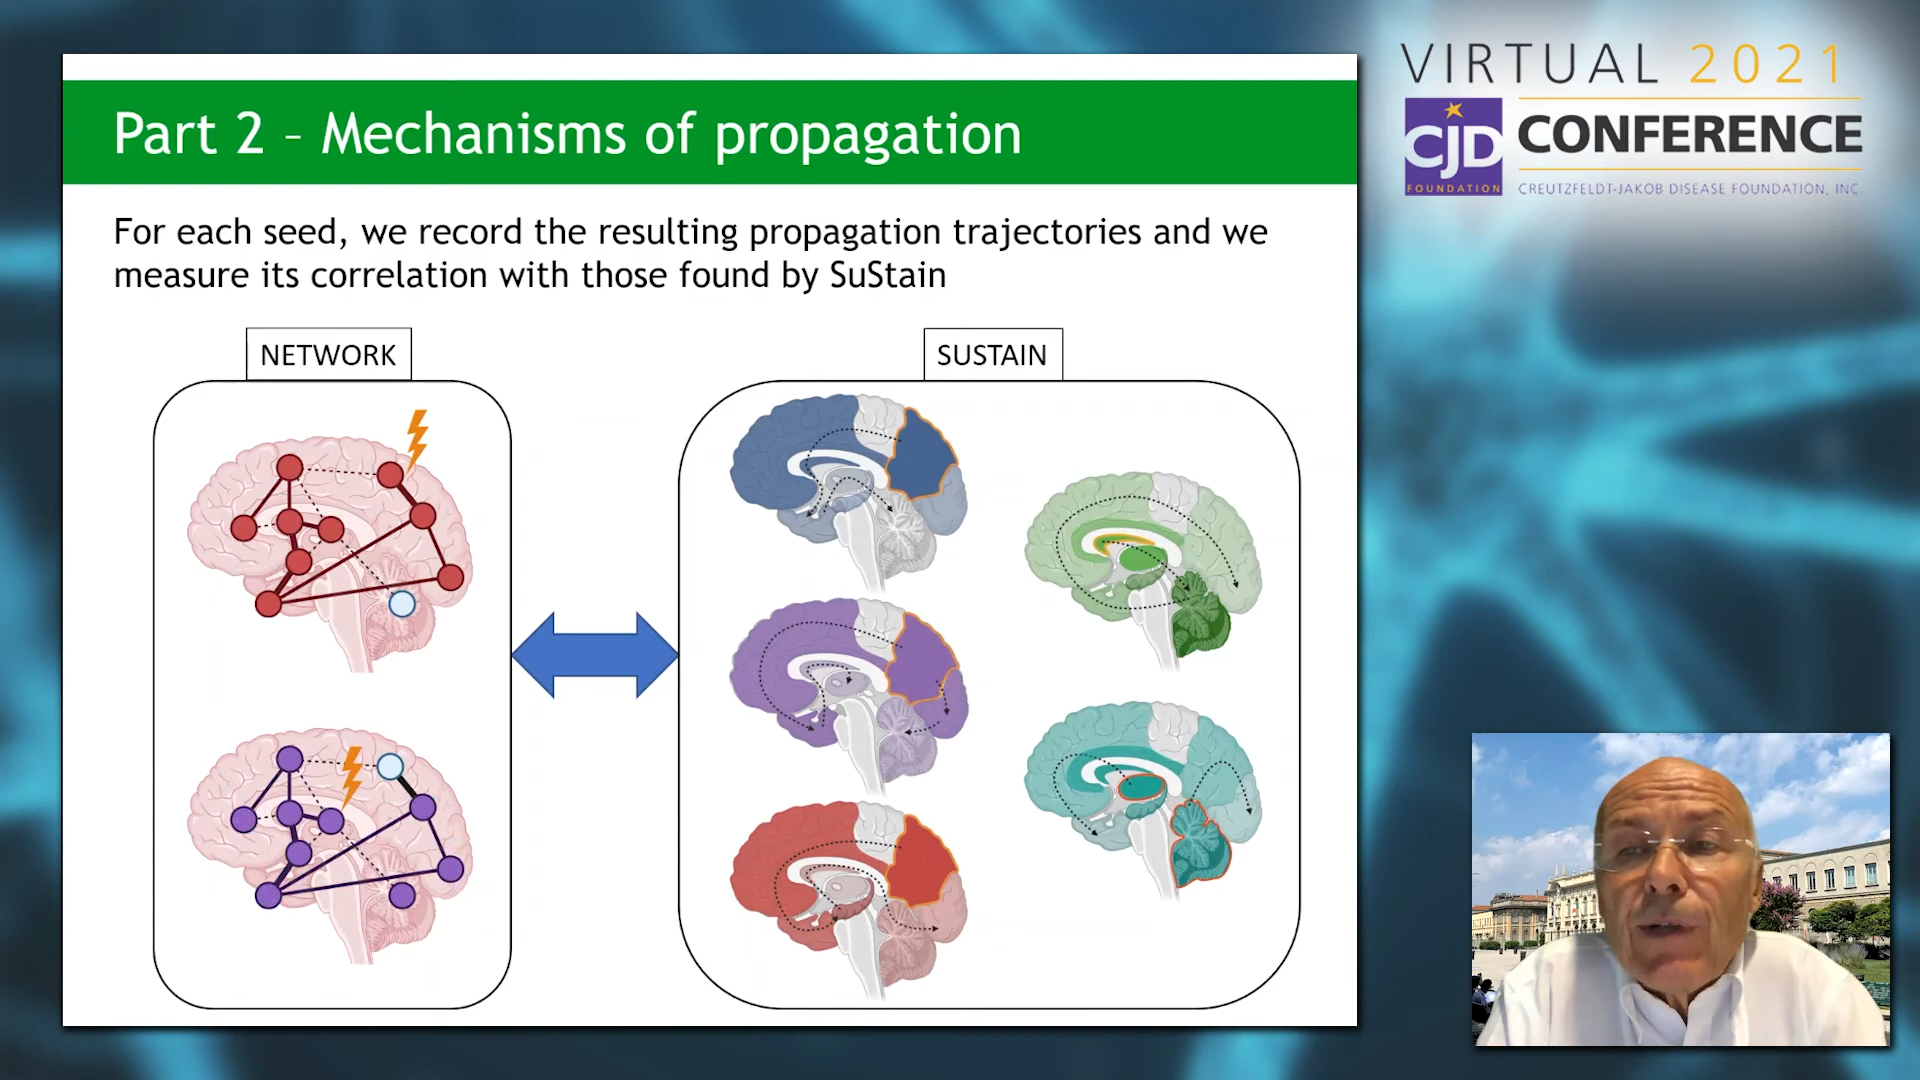 Part 2 – Mechanisms of propagation
For each seed, we record the resulting propagation trajectories and we
measure its correlation with those found by SuStain
NETWORK
SUSTAIN
VIRTUAL 2021
CJD
FOUNDATION
CONFERENCE
CREUTZFELDT-JAKOB DISEASE FOUNDATION, INC